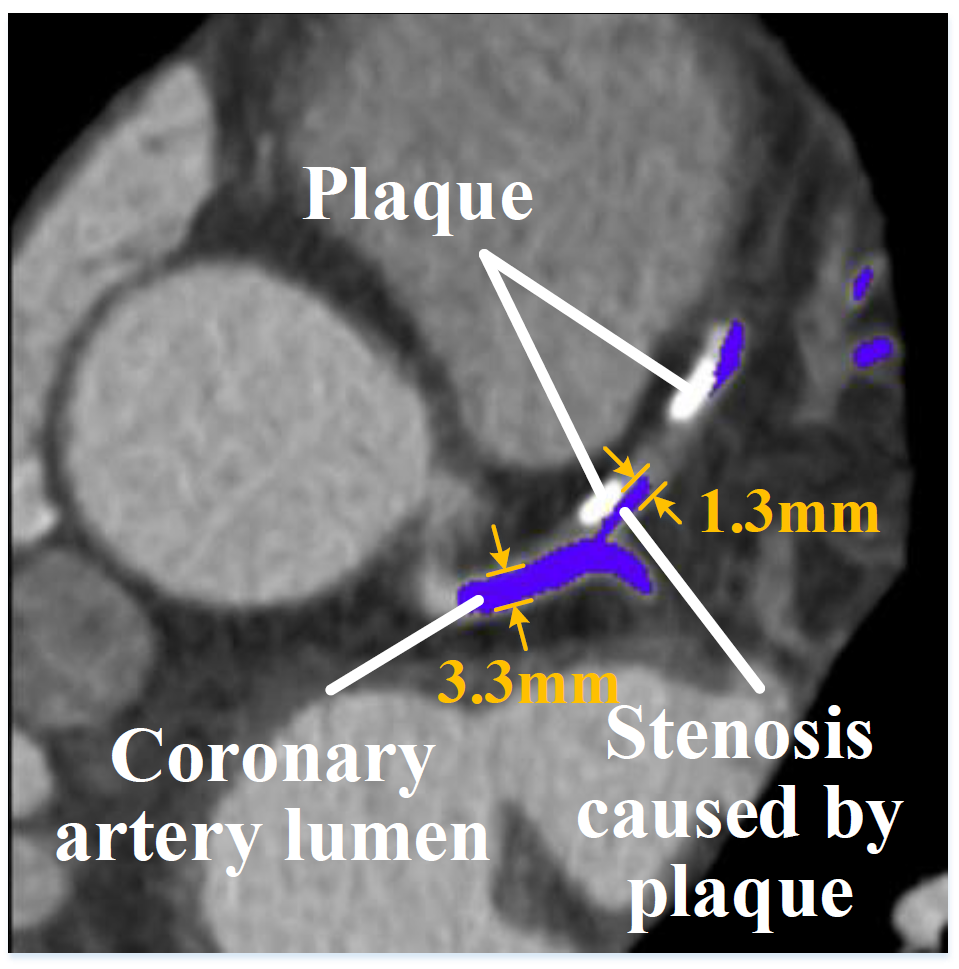 Plaque
1.3mm
3.3mm
Coronary
artery lumen
Stenosis
caused by
plaque